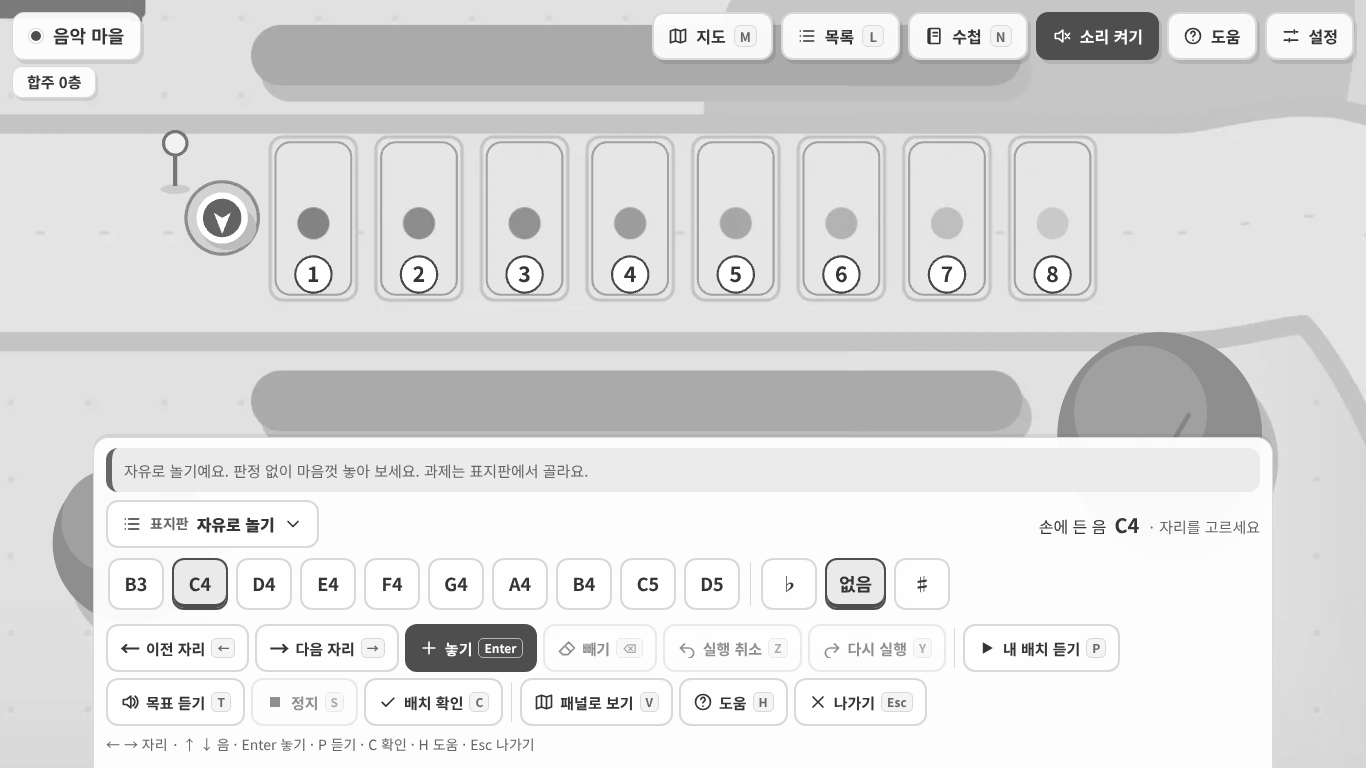 음악 마을
지도 M
목록 L
수첩 N
소리 켜기
도움
설정
합주 0층
1 2 3 4 5 6 7 8
자유로 놀기예요. 판정 없이 마음껏 놓아 보세요. 과제는 표지판에서 골라요.
표지판 자유로 놀기
손에 든 음 C4 · 자리를 고르세요
B3 C4 D4 E4 F4 G4 A4 B4 C5 D5 ♭ 없음 ♯
← 이전 자리 ← → 다음 자리 → + 놓기 Enter 빼기 ⌫ 실행 취소 Z 다시 실행 Y 내 배치 듣기 P
목표 듣기 T 정지 S 배치 확인 C 패널로 보기 V 도움 H 나가기 Esc
← → 자리 · ↑ ↓ 음 · Enter 놓기 · P 듣기 · C 확인 · H 도움 · Esc 나가기